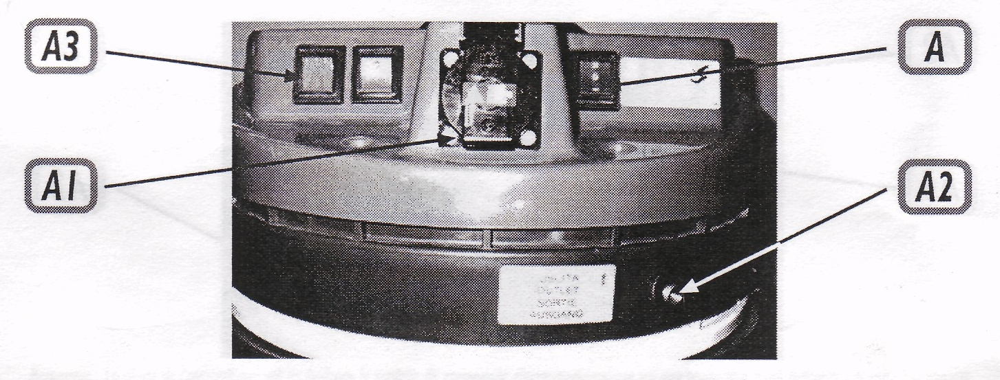 A3
A
A1
A2
USCITA
OUTLET
SORTIE
AUSGANG